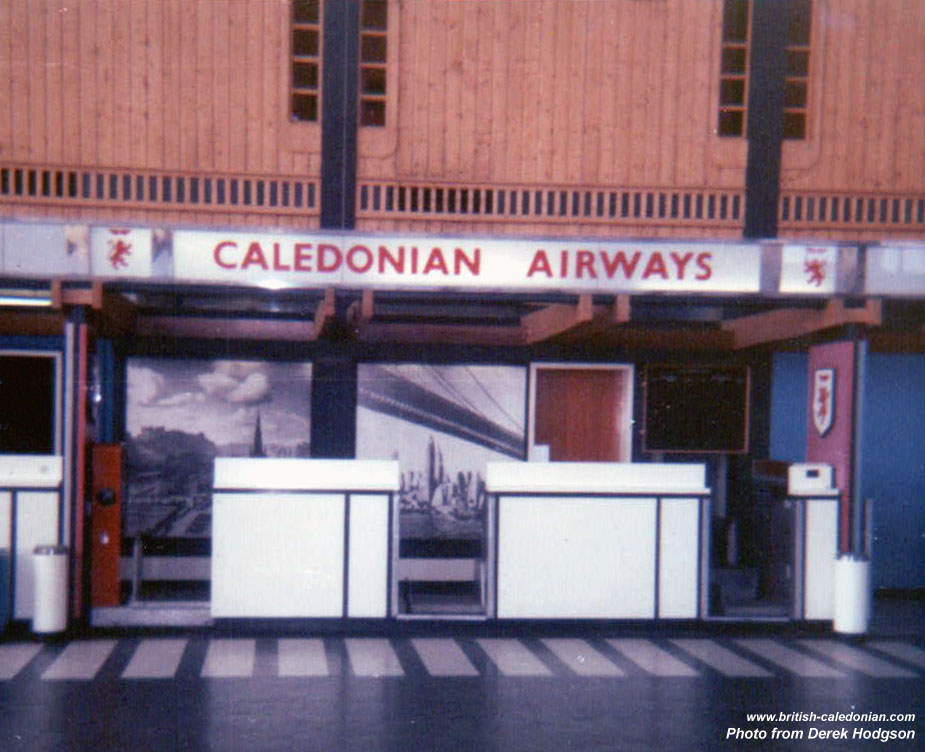 CALEDONIAN AIRWAYS
www.british-caledonian.com
Photo from Derek Hodgson